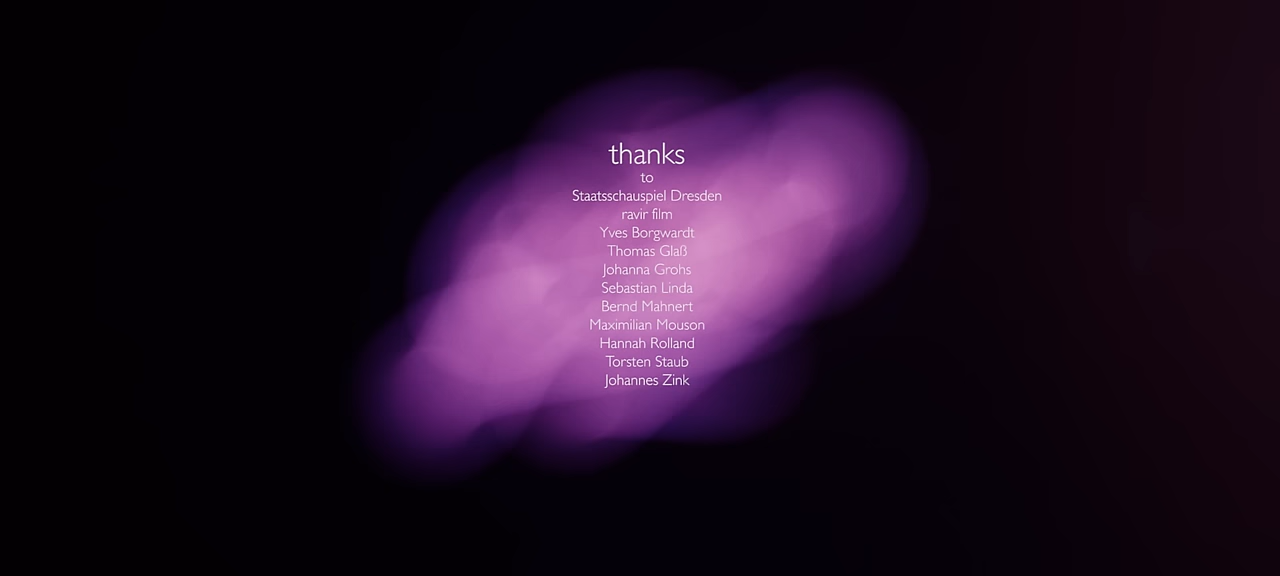 thanks
to
Staatsschauspiel Dresden
ravir film
Yves Borgwardt
Thomas Glaß
Johanna Grohs
Sebastian Linda
Bernd Mahnert
Maximilian Mouson
Hannah Rolland
Torsten Staub
Johannes Zink